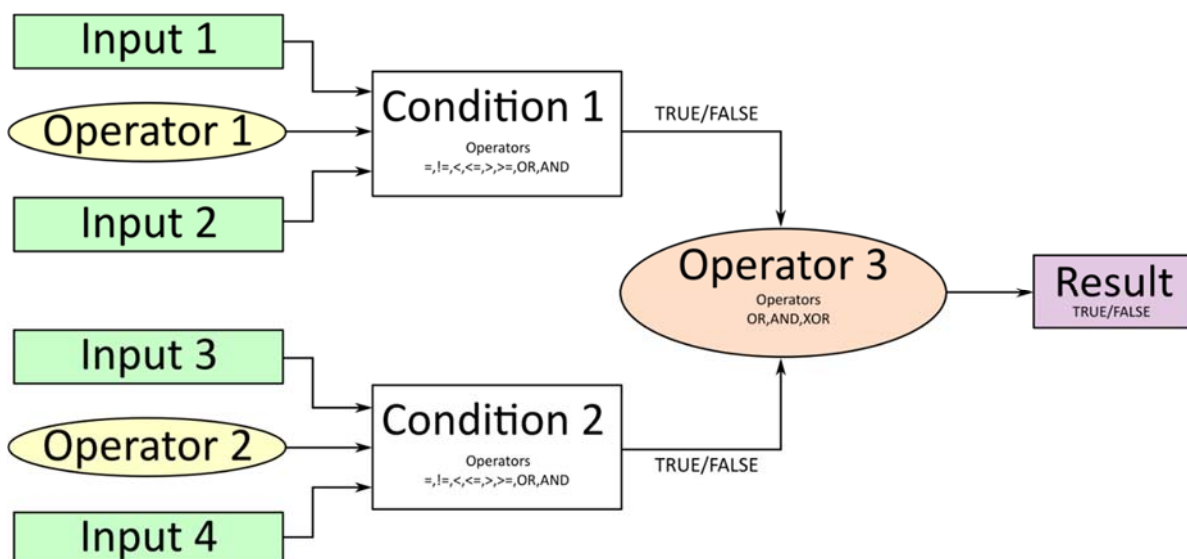 Input 1
Operator 1
Input 2
Condition 1
Operators
=,!=,<,<=,>,>=,OR,AND
TRUE/FALSE
Input 3
Operator 2
Input 4
Condition 2
Operators
=,!=,<,<=,>,>=,OR,AND
TRUE/FALSE
Operator 3
Operators
OR,AND,XOR
Result
TRUE/FALSE